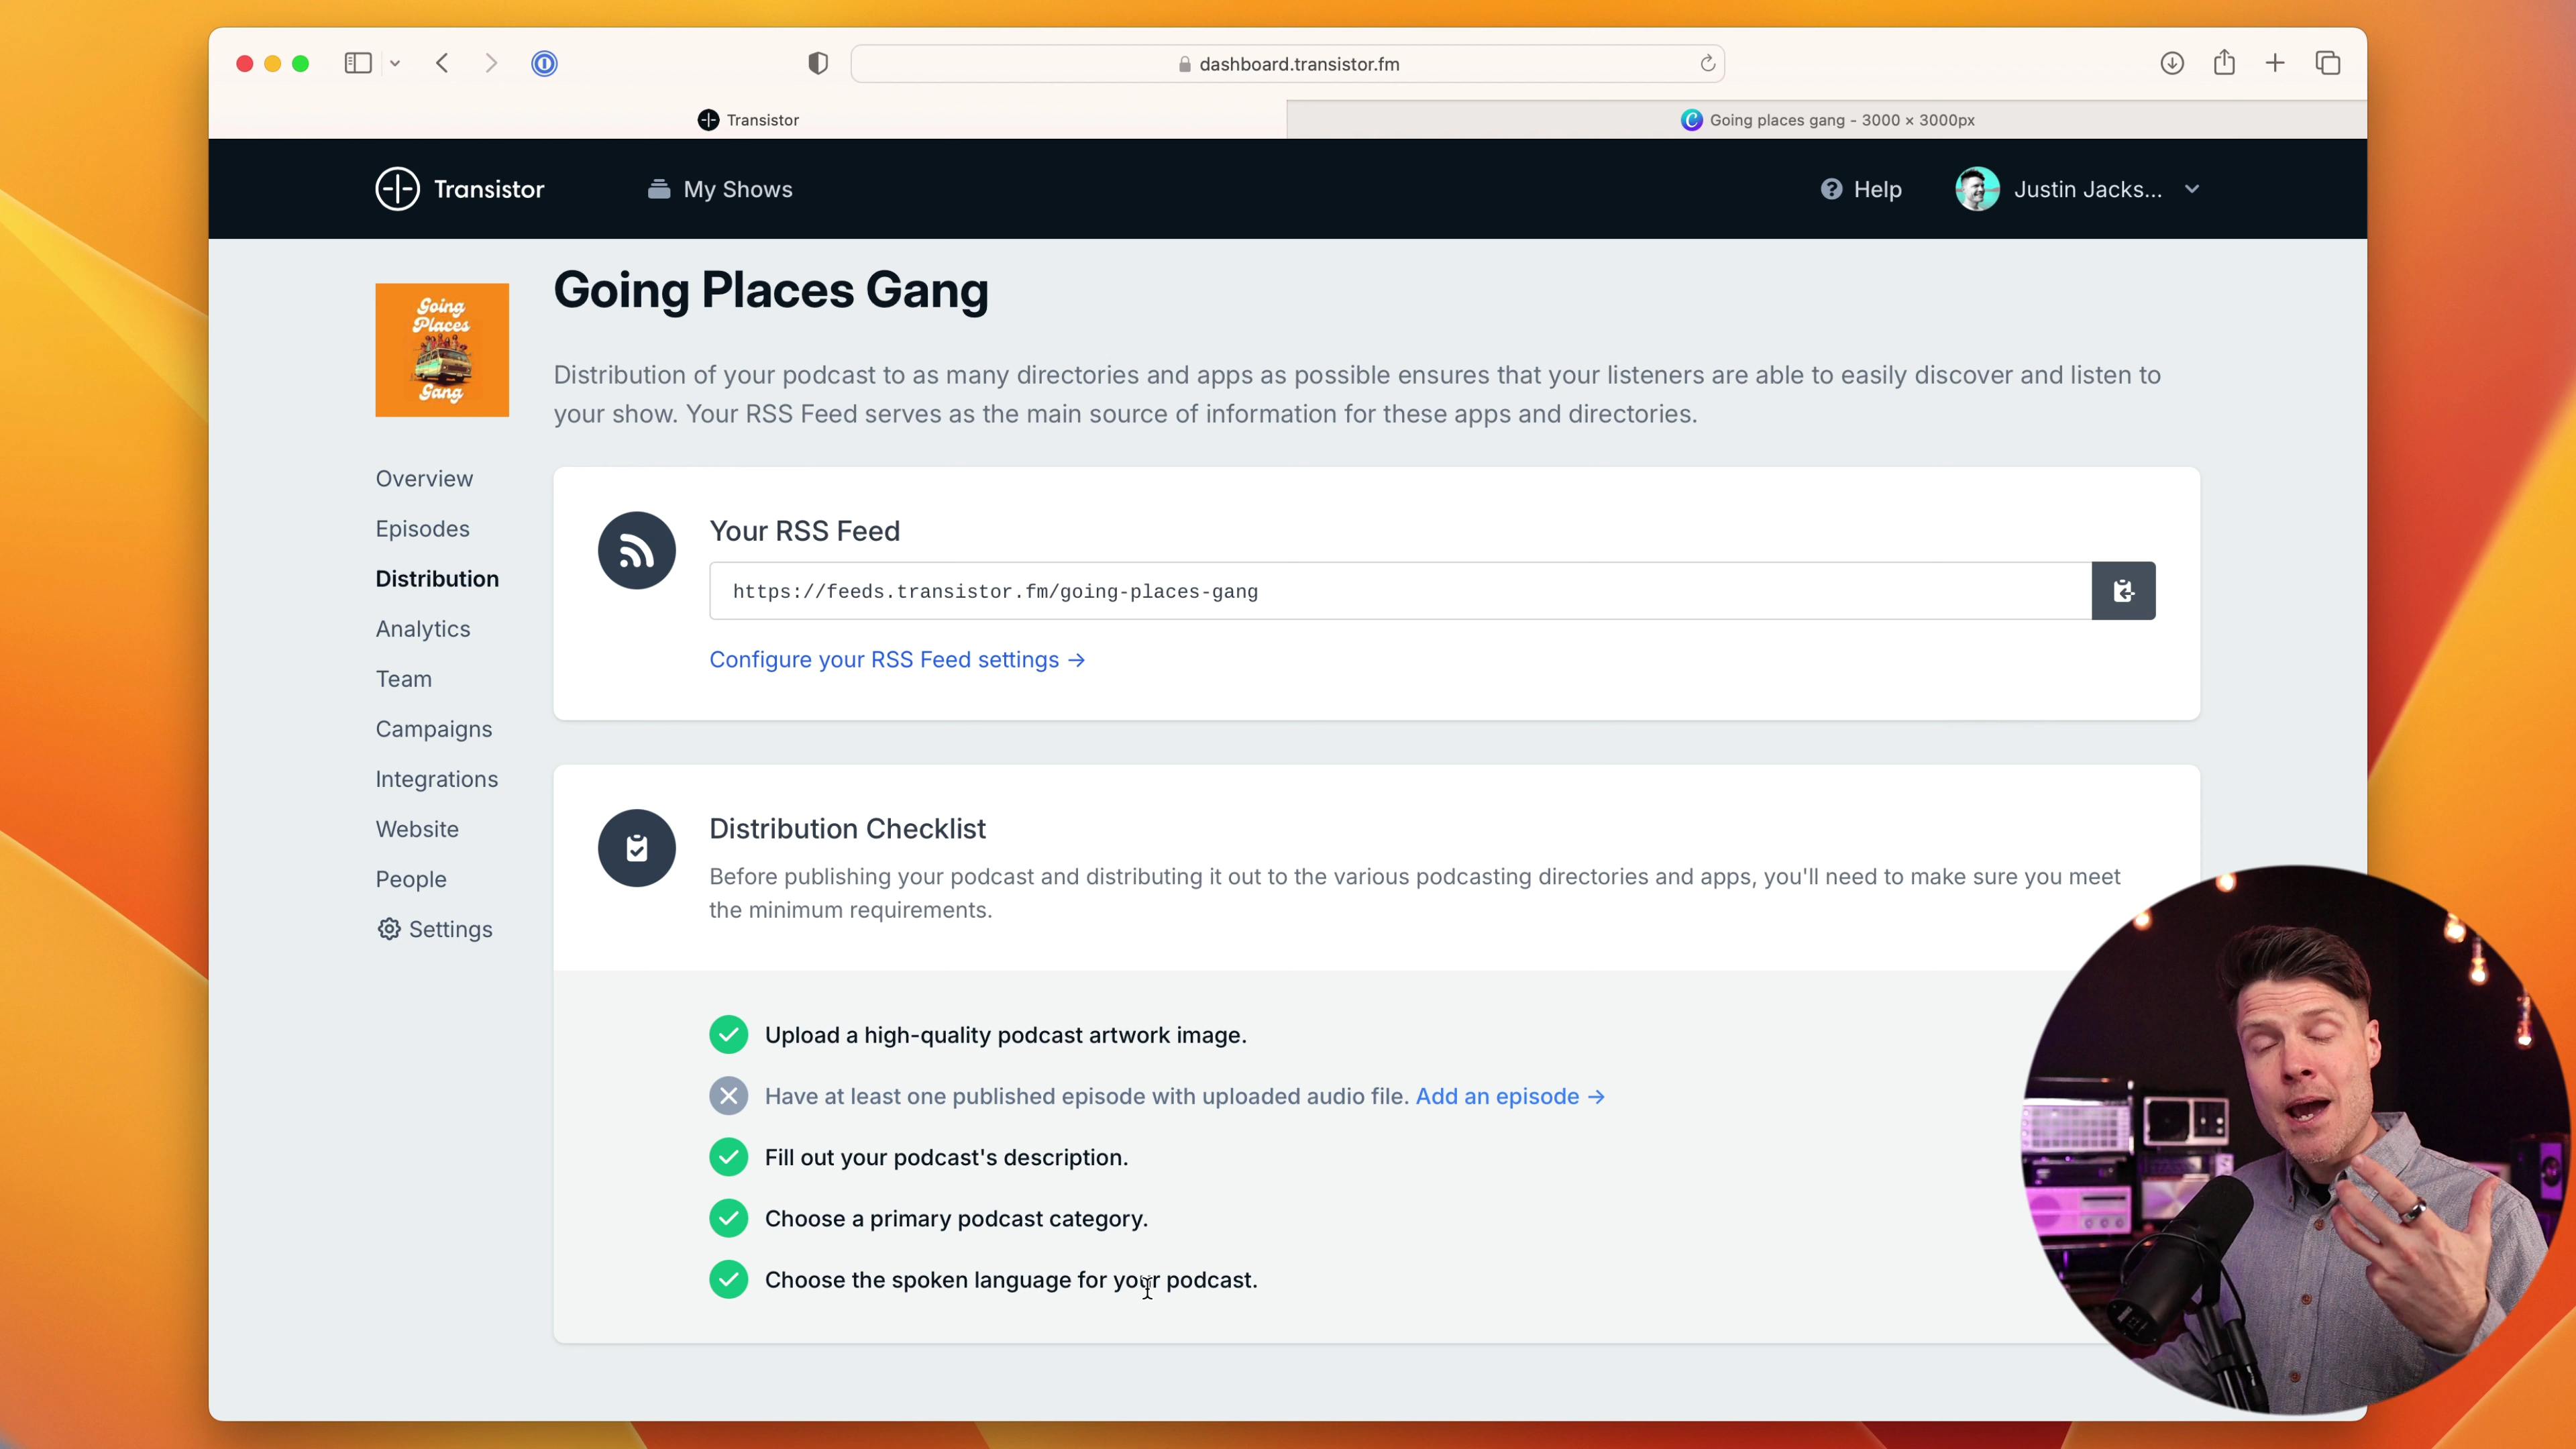 dashboard.transistor.fm
Transistor
Going places gang - 3000 × 3000px
Transistor
My Shows
Help
Justin Jacks...
Going
Places
Gang
Going Places Gang
Distribution of your podcast to as many directories and apps as possible ensures that your listeners are able to easily discover and listen to
your show. Your RSS Feed serves as the main source of information for these apps and directories.
Overview
Episodes
Distribution
Analytics
Team
Campaigns
Integrations
Website
People
Settings
Your RSS Feed
https://feeds.transistor.fm/going-places-gang
Configure your RSS Feed settings →
Distribution Checklist
Before publishing your podcast and distributing it out to the various podcasting directories and apps, you'll need to make sure you meet
the minimum requirements.
Upload a high-quality podcast artwork image.
Have at least one published episode with uploaded audio file. Add an episode →
Fill out your podcast's description.
Choose a primary podcast category.
Choose the spoken language for your podcast.